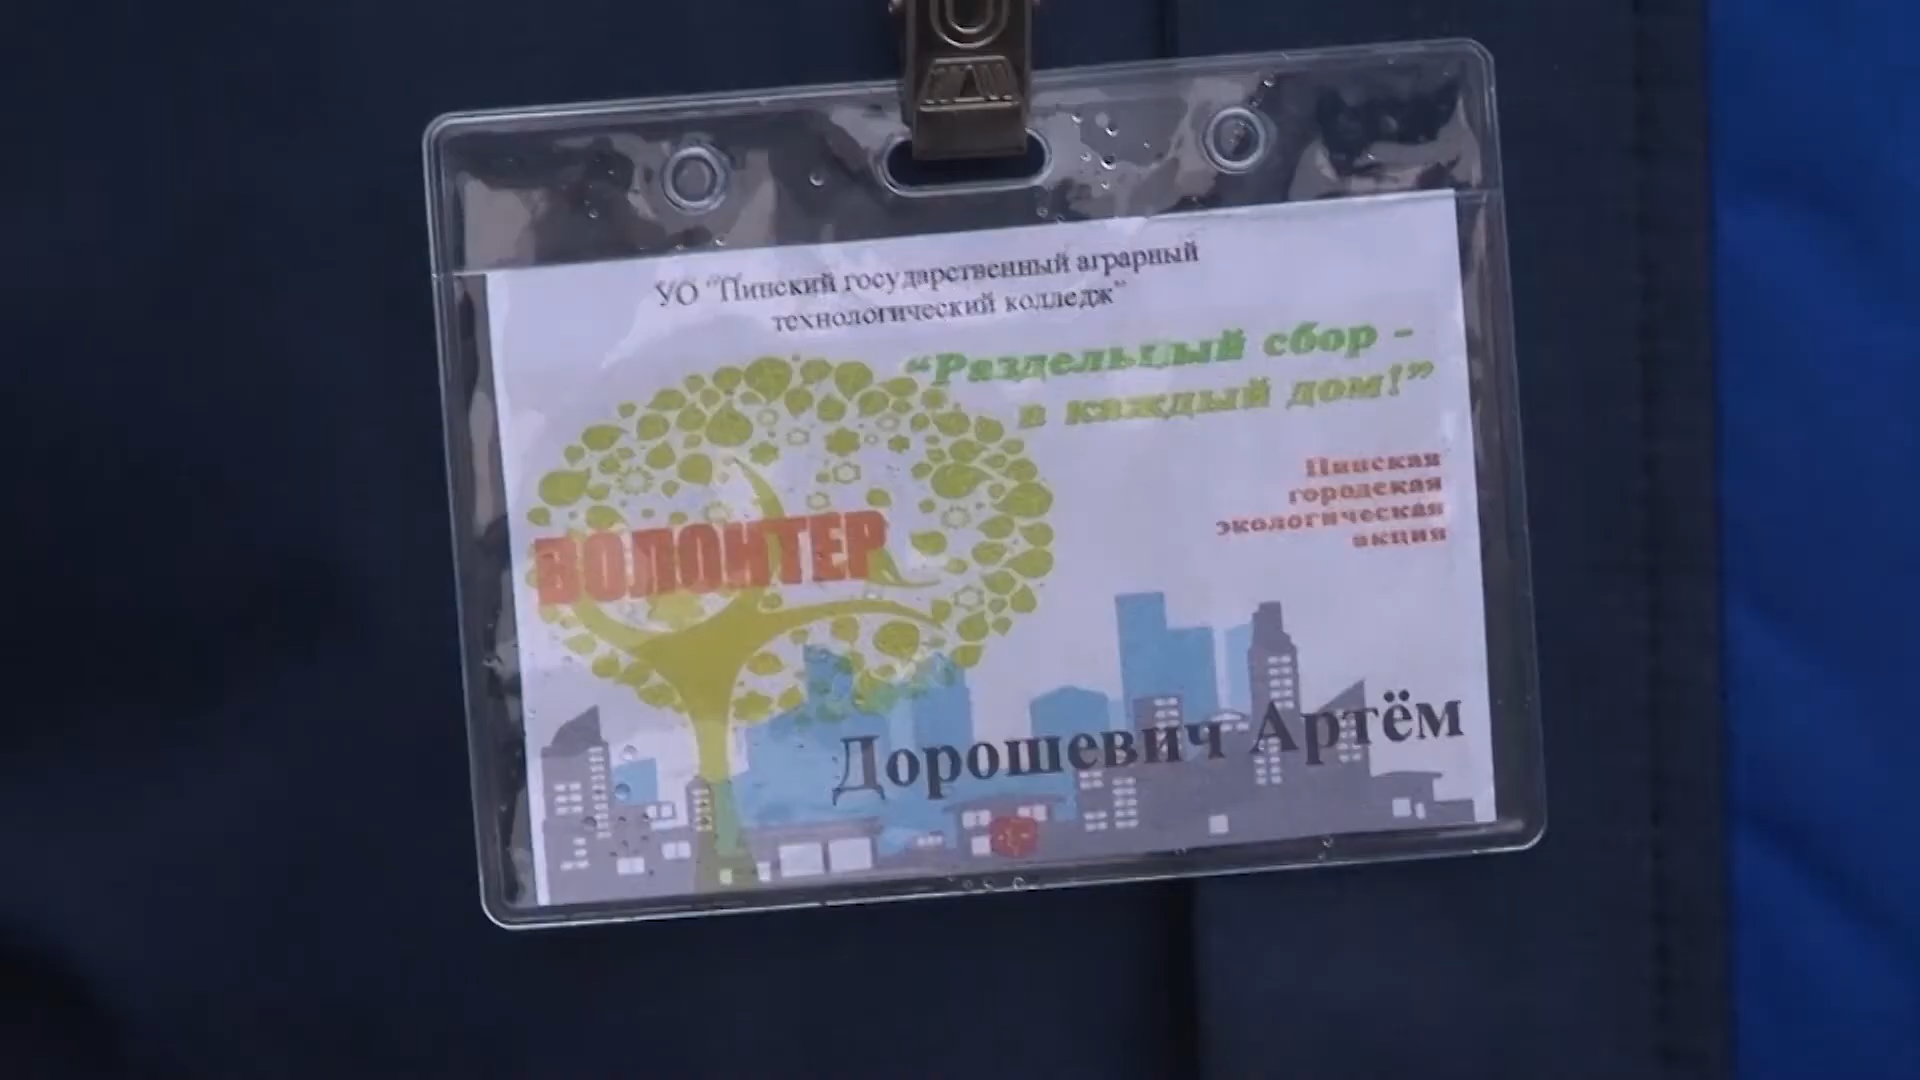 УО “Пинский государственный аграрный
технологический колледж”
“Раздельный сбор -
в каждый дом!”
Пинская
городская
экологическая
акция
ВОЛОНТЕР
Дорошевич Артём